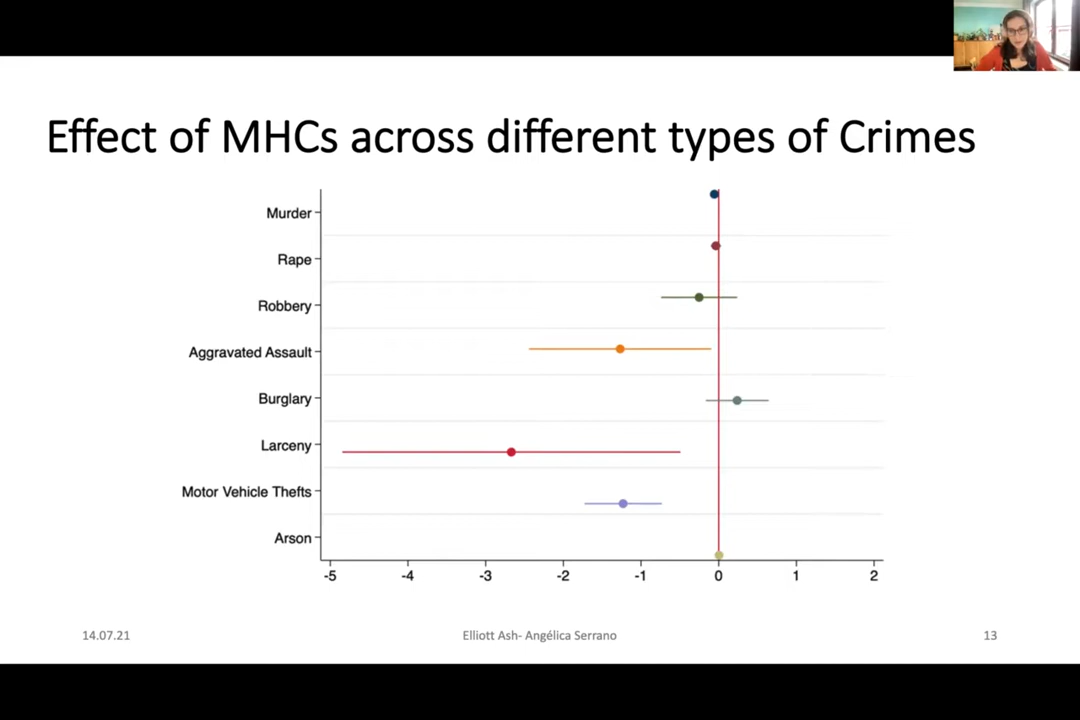 Effect of MHCs across different types of Crimes
Murder
Rape
Robbery
Aggravated Assault
Burglary
Larceny
Motor Vehicle Thefts
Arson
-5 -4 -3 -2 -1 0 1 2
14.07.21 Elliott Ash- Angélica Serrano 13